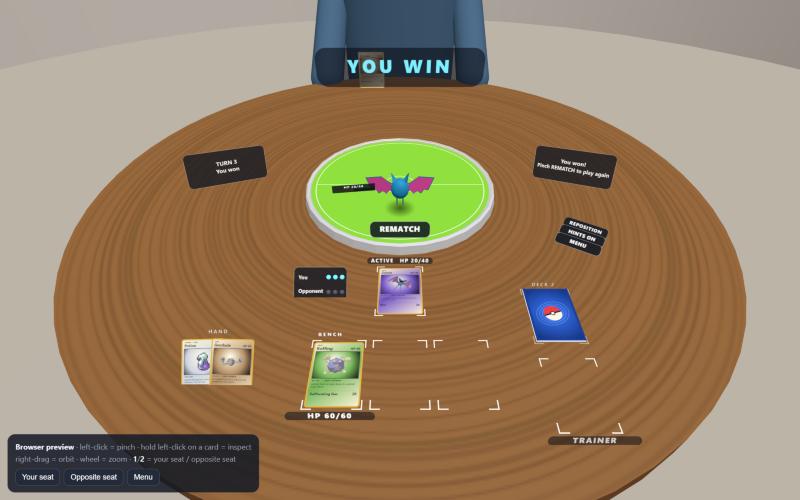 YOU WIN
TURN 3
You won
You won!
Pinch REMATCH to play again
HP 20/40
REMATCH
REPOSITION
HINTS ON
MENU
ACTIVE HP 20/40
You
Opponent
DECK 2
HAND
BENCH
Potion
Koffing
HP 60/60
TRAINER
Browser preview · left-click = pinch · hold left-click on a card = inspect
right-drag = orbit · wheel = zoom · 1/2 = your seat / opposite seat
Your seat
Opposite seat
Menu